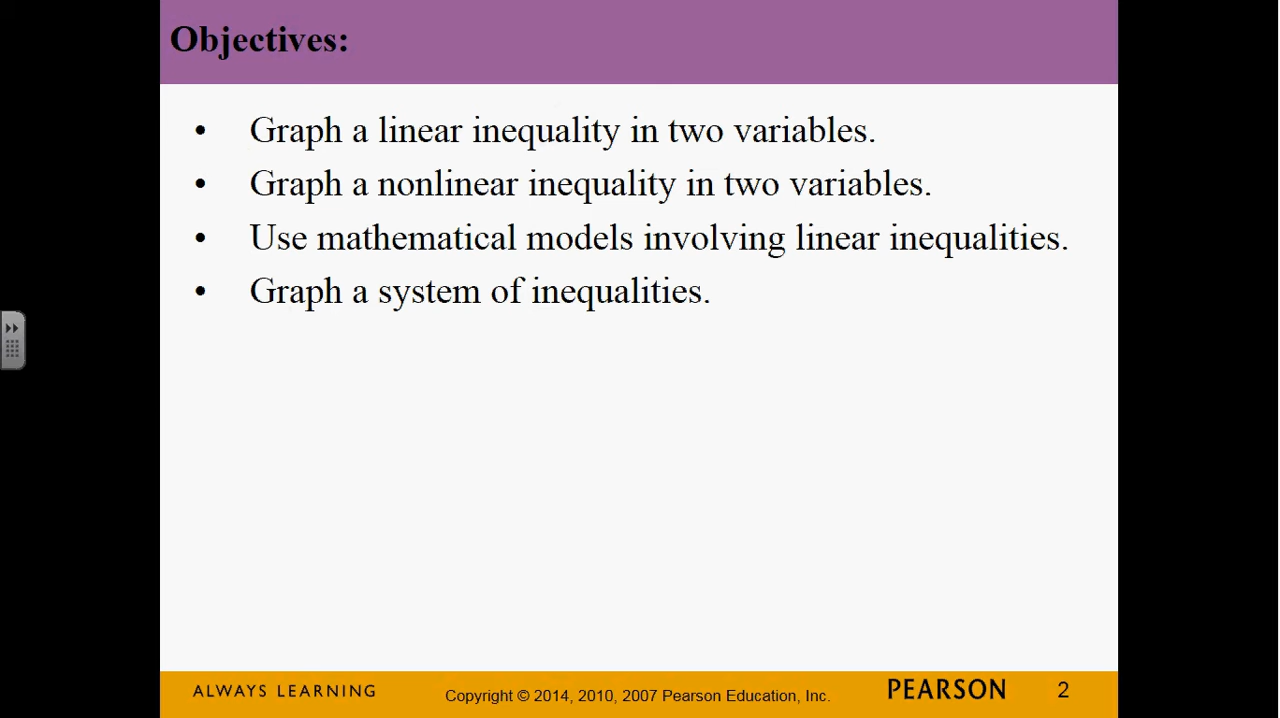 Objectives:
• Graph a linear inequality in two variables.
• Graph a nonlinear inequality in two variables.
• Use mathematical models involving linear inequalities.
• Graph a system of inequalities.
ALWAYS LEARNING Copyright © 2014, 2010, 2007 Pearson Education, Inc. PEARSON 2